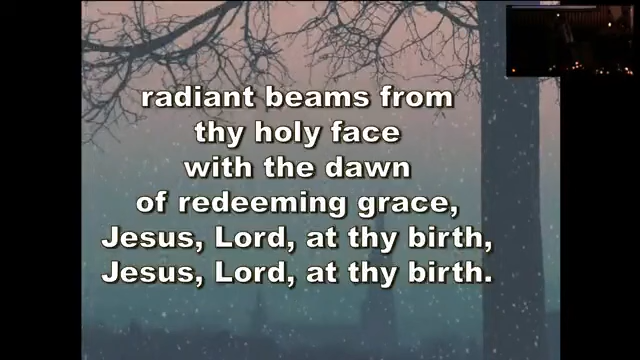 radiant beams from
thy holy face
with the dawn
of redeeming grace,
Jesus, Lord, at thy birth,
Jesus, Lord, at thy birth.